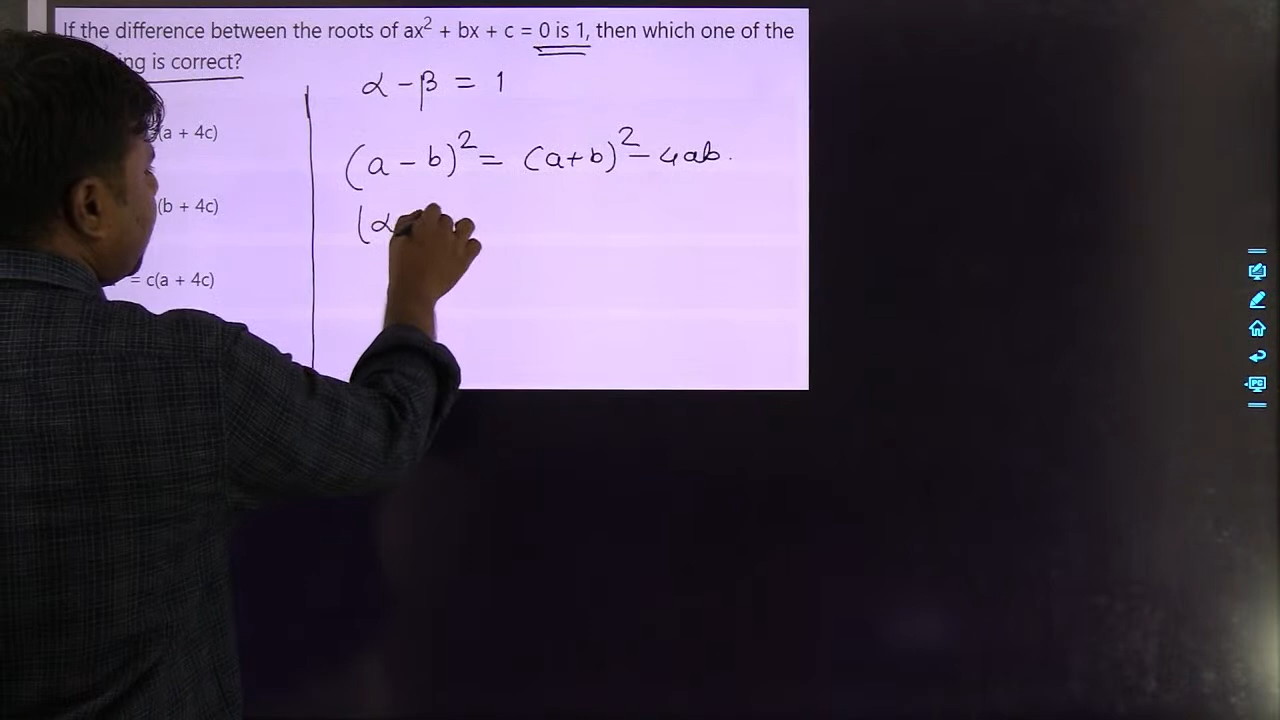 If the difference between the roots of ax² + bx + c = 0 is 1, then which one of the
is correct?
α - β = 1
(a + 4c)
(a - b)² = (a+b)² - 4ab.
(b + 4c)
(α
= c(a + 4c)
PC